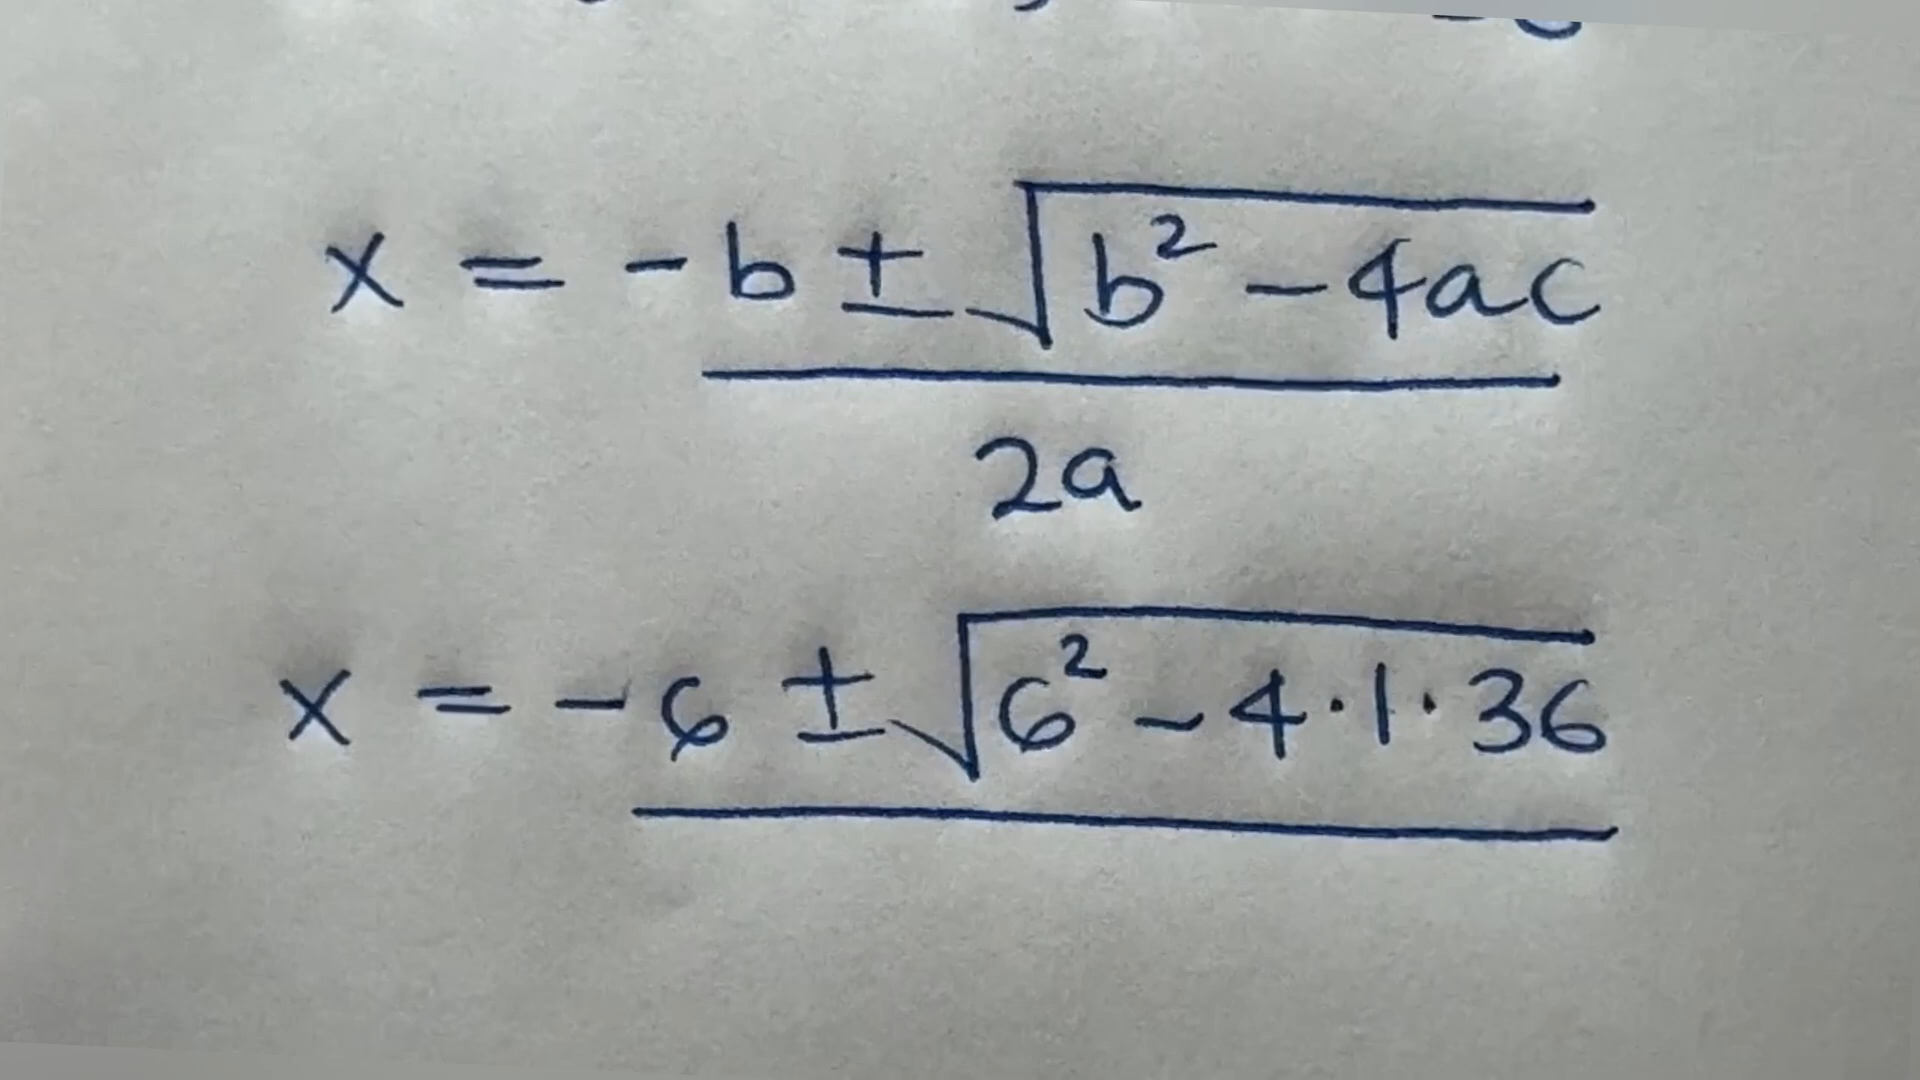 x = -b ± √b² - 4ac
2a
x = -6 ± √6² - 4·1·36